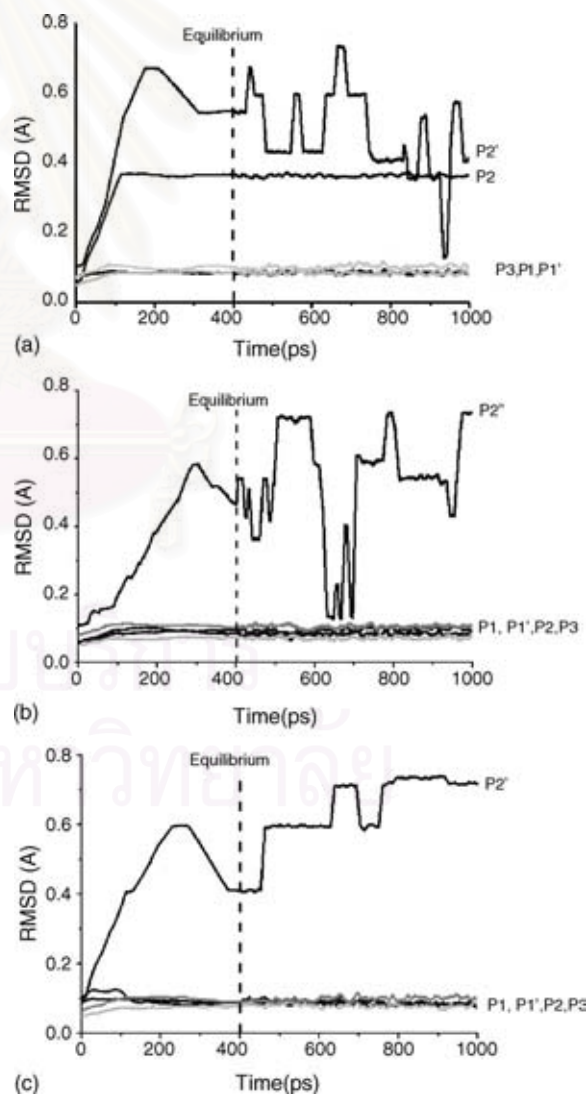 0.8
0.6
0.4
0.2
0.0
RMSD (A)
Equilibrium
P2'
P2
P3,P1,P1'
0 200 400 600 800 1000
Time(ps)
(a)
0.8
0.6
0.4
0.2
0.0
RMSD (A)
Equilibrium
P2"
P1, P1',P2,P3
0 200 400 600 800 1000
Time(ps)
(b)
0.8
0.6
0.4
0.2
0.0
RMSD (A)
Equilibrium
P2'
P1, P1',P2,P3
0 200 400 600 800 1000
Time(ps)
(c)